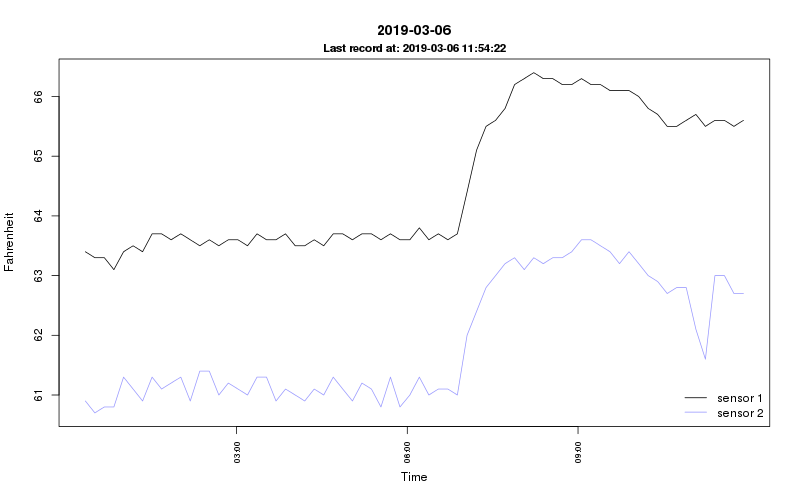 2019-03-06
Last record at: 2019-03-06 11:54:22
Fahrenheit
66
65
64
63
62
61
03:00
06:00
09:00
Time
sensor 1
sensor 2